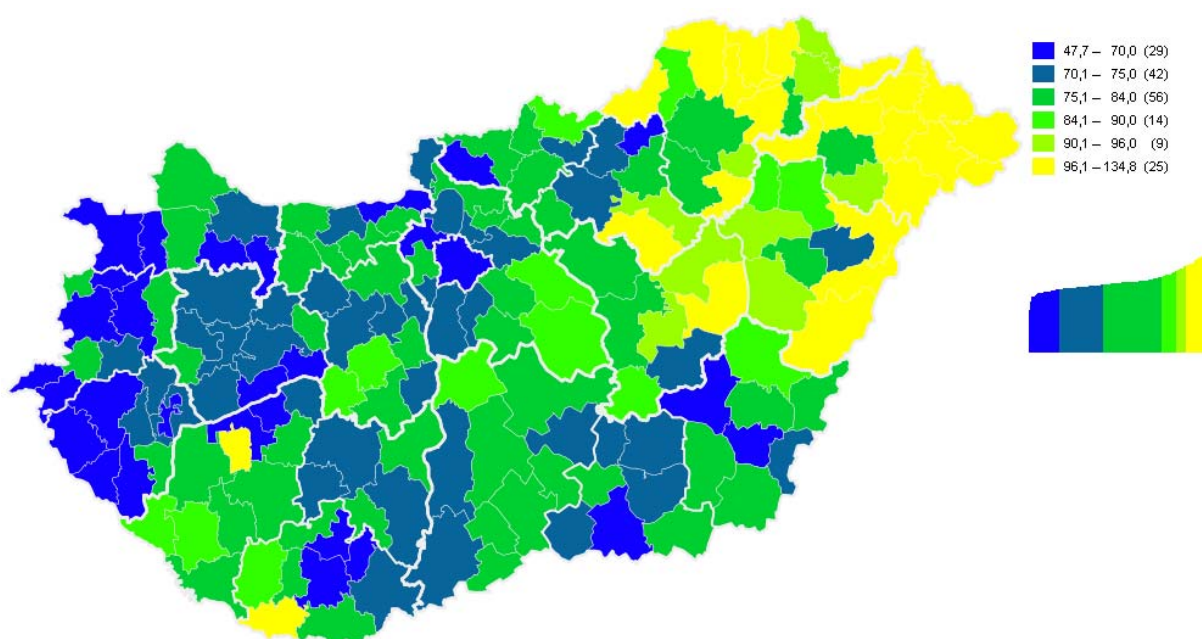 47,7 – 70,0 (29)
70,1 – 75,0 (42)
75,1 – 84,0 (56)
84,1 – 90,0 (14)
90,1 – 96,0 (9)
96,1 – 134,8 (25)